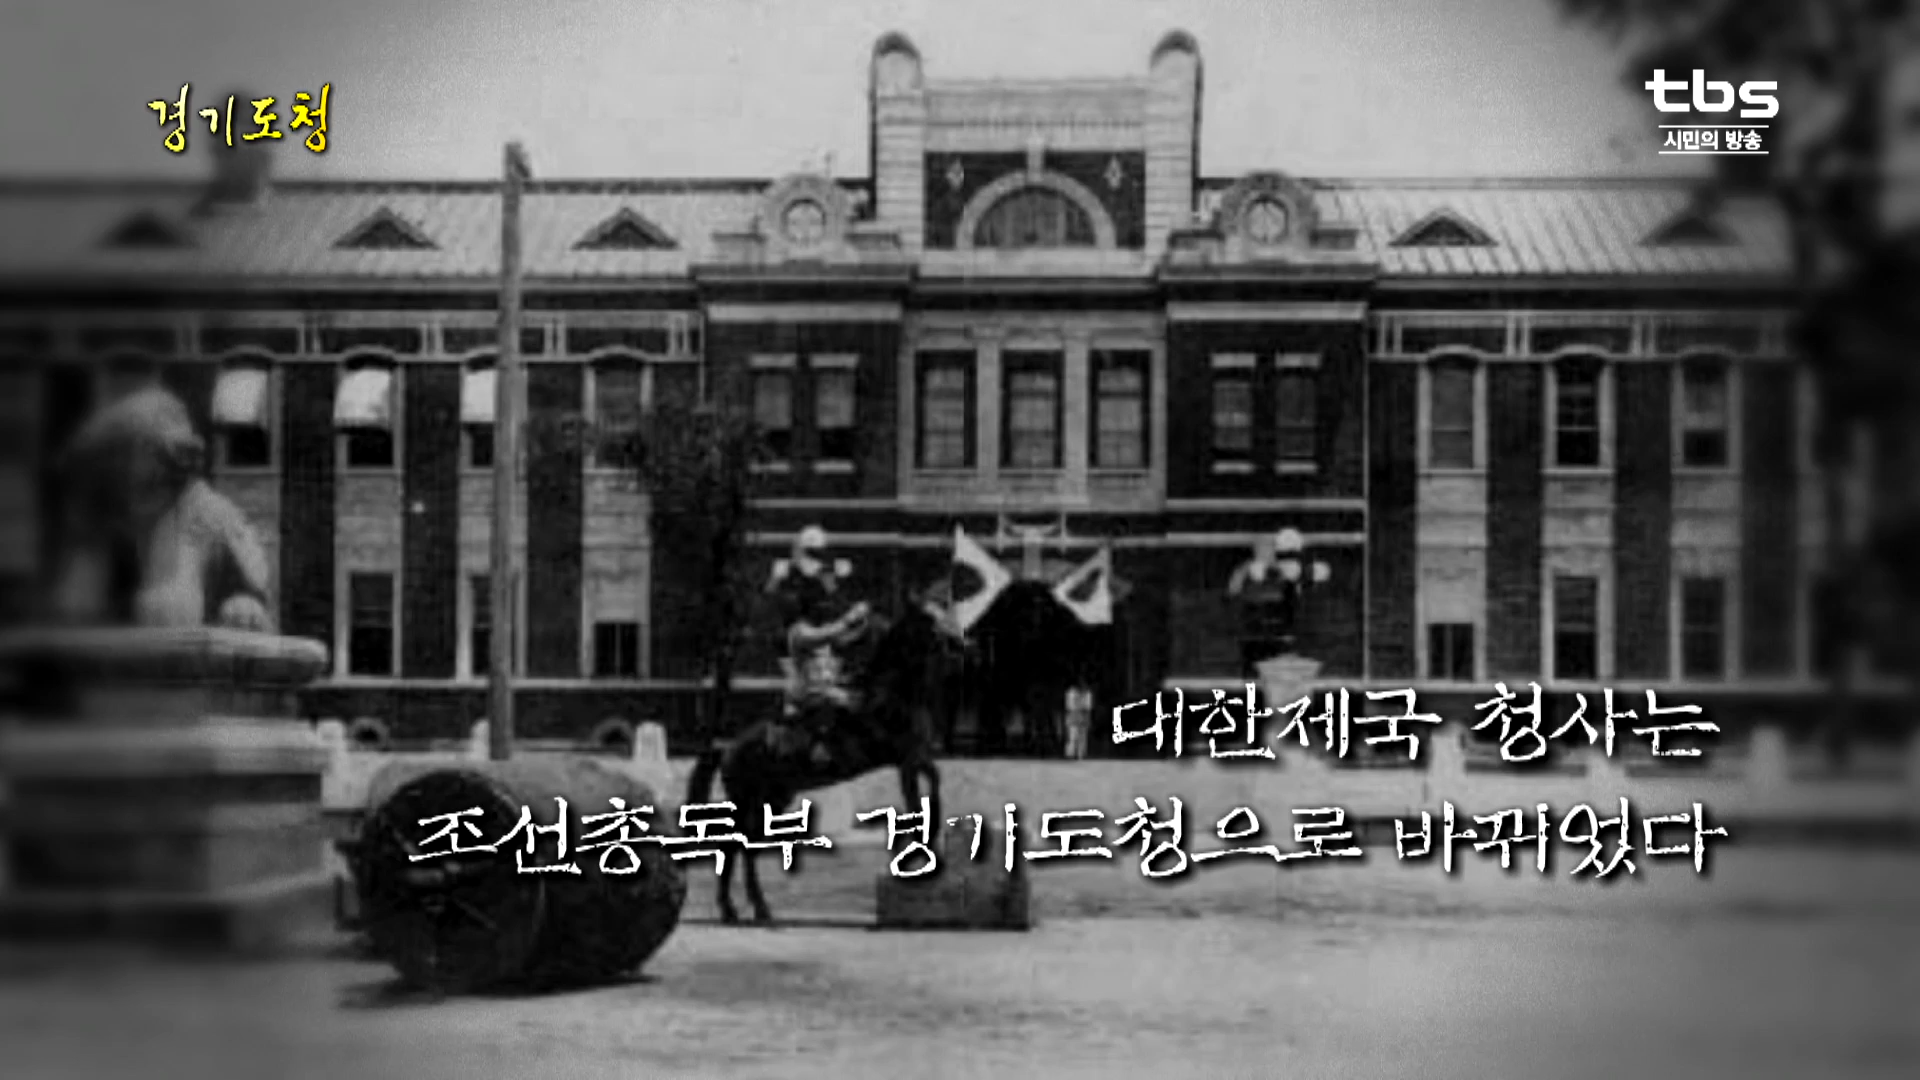 경기도청
tbs
시민의 방송
대한제국 청사는
조선총독부 경기도청으로 바뀌었다